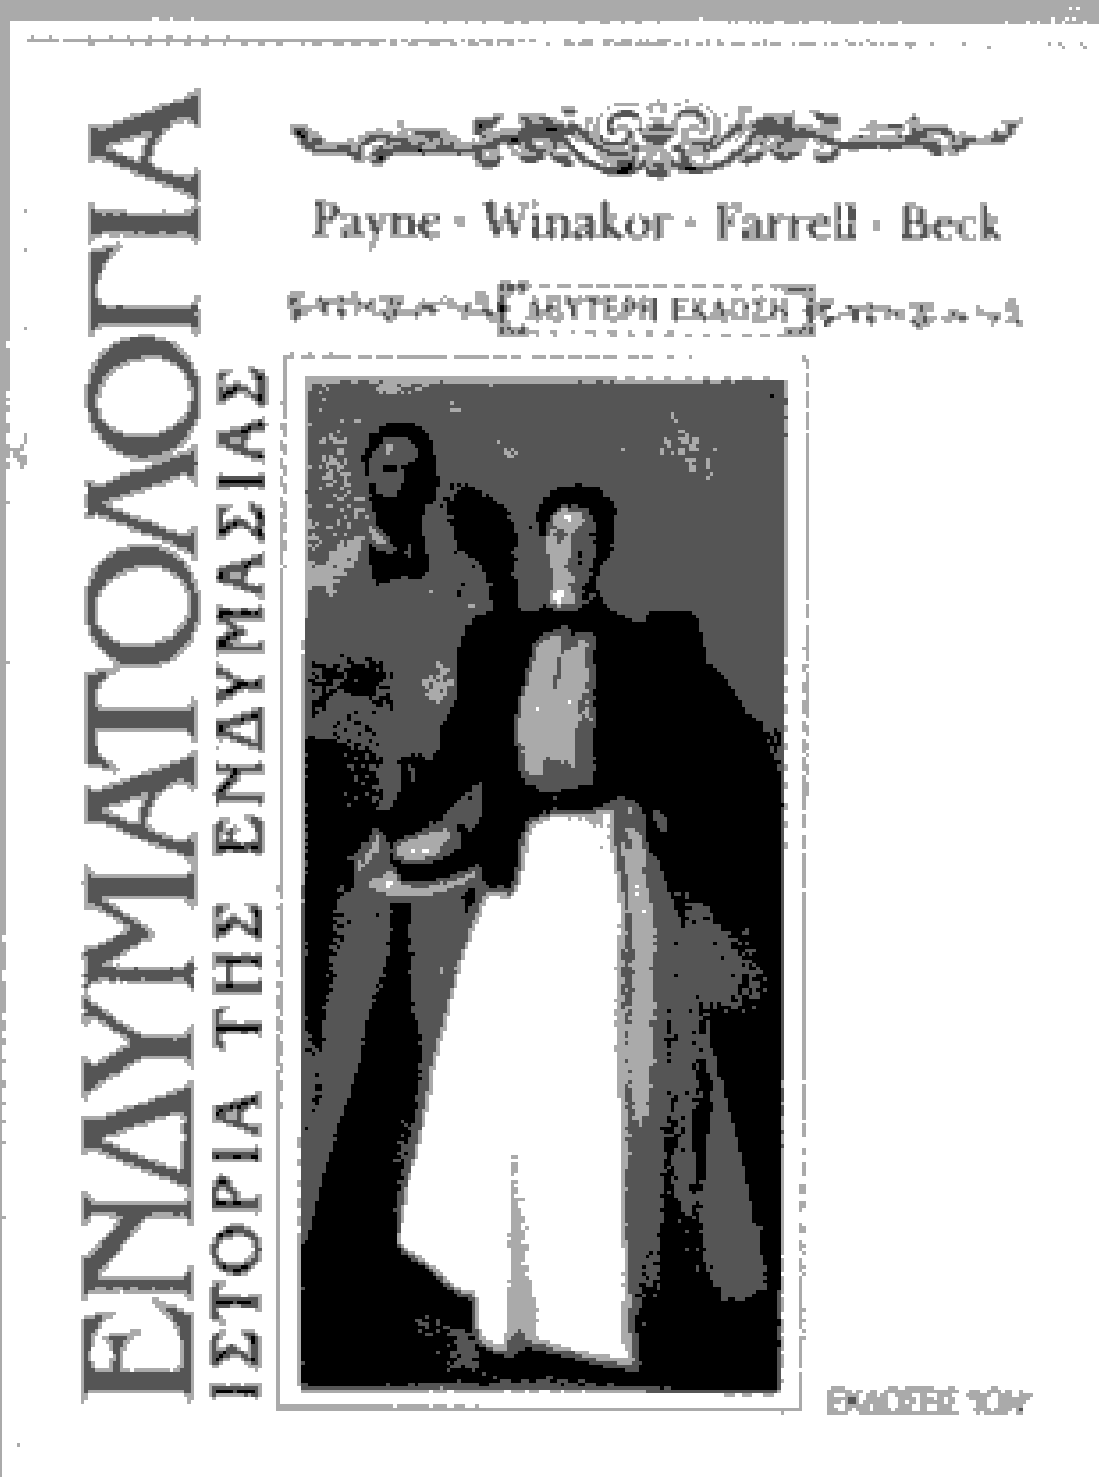 ΕΝΔΥΜΑΤΟΛΟΓΙΑ
ΙΣΤΟΡΙΑ ΤΗΣ ΕΝΔΥΜΑΣΙΑΣ
Payne · Winakor · Farrell · Beck
ΔΕΥΤΕΡΗ ΕΚΔΟΣΗ
ΕΚΔΟΣΕΙΣ ΙΩΝ